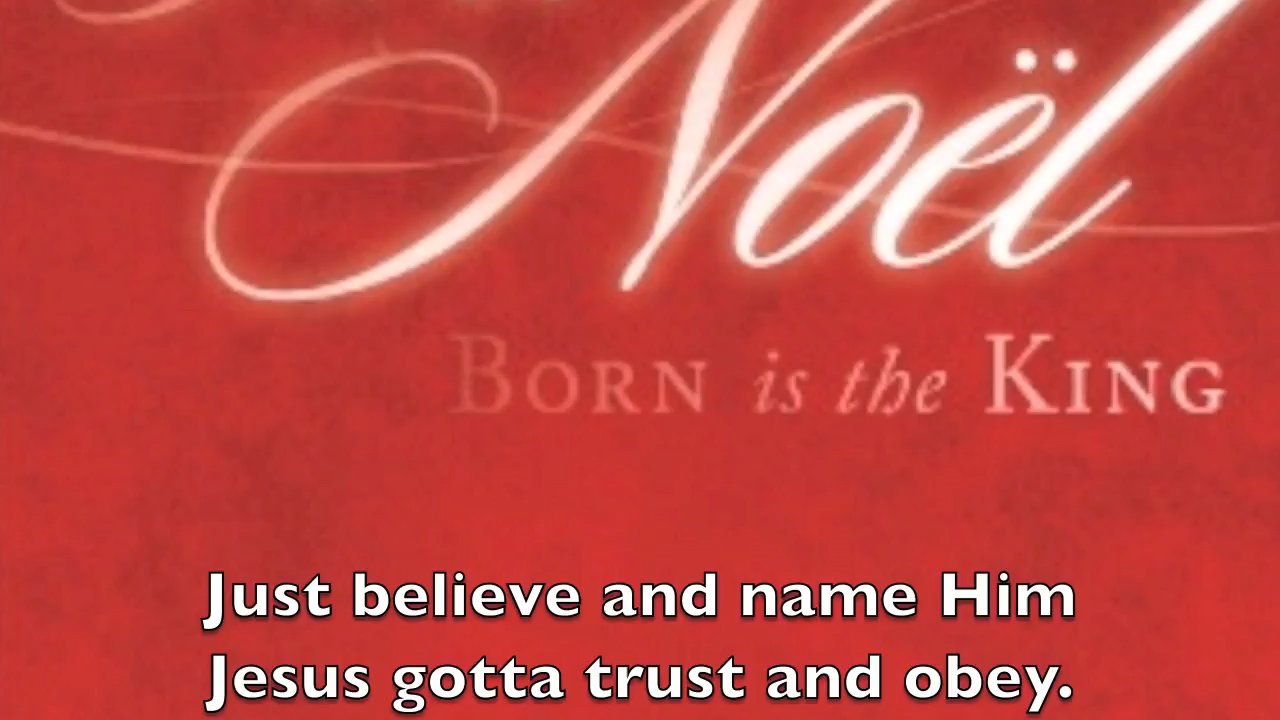 Noël
BORN is the KING
Just believe and name Him
Jesus gotta trust and obey.